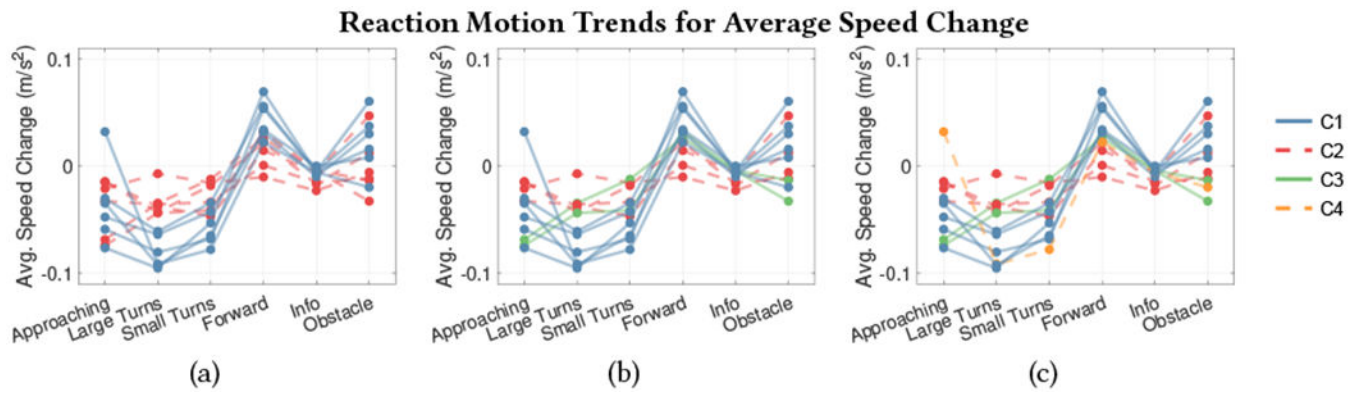 Reaction Motion Trends for Average Speed Change
Avg. Speed Change (m/s²)
0.1
0
-0.1
Approaching
Large Turns
Small Turns
Forward
Info
Obstacle
(a)
Avg. Speed Change (m/s²)
0.1
0
-0.1
Approaching
Large Turns
Small Turns
Forward
Info
Obstacle
(b)
Avg. Speed Change (m/s²)
0.1
0
-0.1
Approaching
Large Turns
Small Turns
Forward
Info
Obstacle
(c)
C1
C2
C3
C4